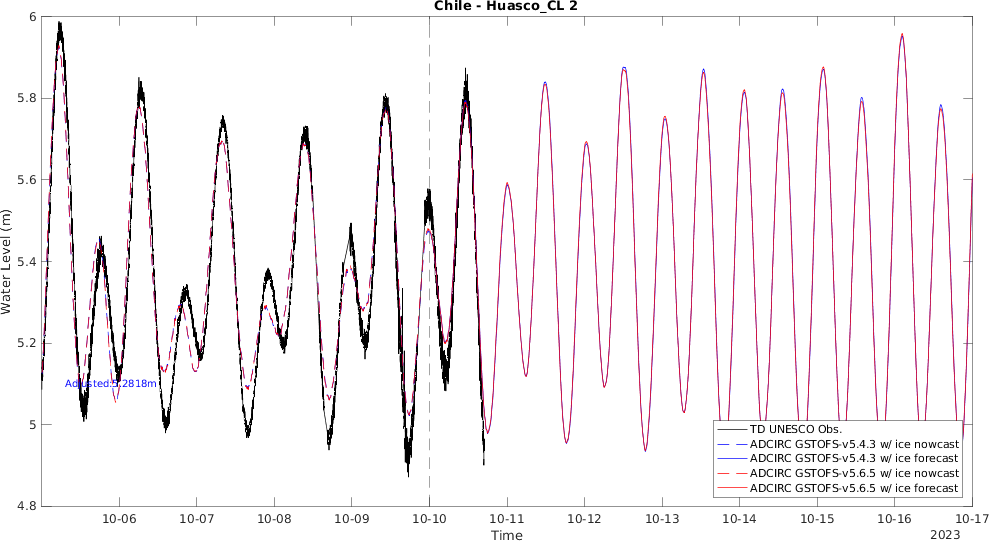 Chile - Huasco_CL 2
6
5.8
5.6
5.4
5.2
5
4.8
Water Level (m)
Adjusted:5.2818m
TD UNESCO Obs.
ADCIRC GSTOFS-v5.4.3 w/ ice nowcast
ADCIRC GSTOFS-v5.4.3 w/ ice forecast
ADCIRC GSTOFS-v5.6.5 w/ ice nowcast
ADCIRC GSTOFS-v5.6.5 w/ ice forecast
10-06 10-07 10-08 10-09 10-10 10-11 10-12 10-13 10-14 10-15 10-16 10-17
Time
2023